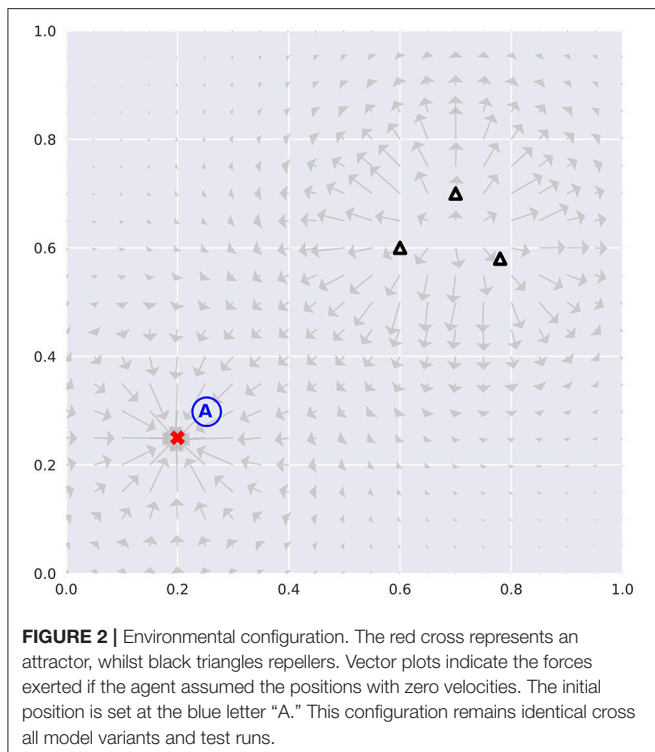 1.0
0.8
0.6
0.4
A
0.2
0.0
0.0 0.2 0.4 0.6 0.8 1.0
FIGURE 2 | Environmental configuration. The red cross represents an
attractor, whilst black triangles repellers. Vector plots indicate the forces
exerted if the agent assumed the positions with zero velocities. The initial
position is set at the blue letter “A.” This configuration remains identical cross
all model variants and test runs.